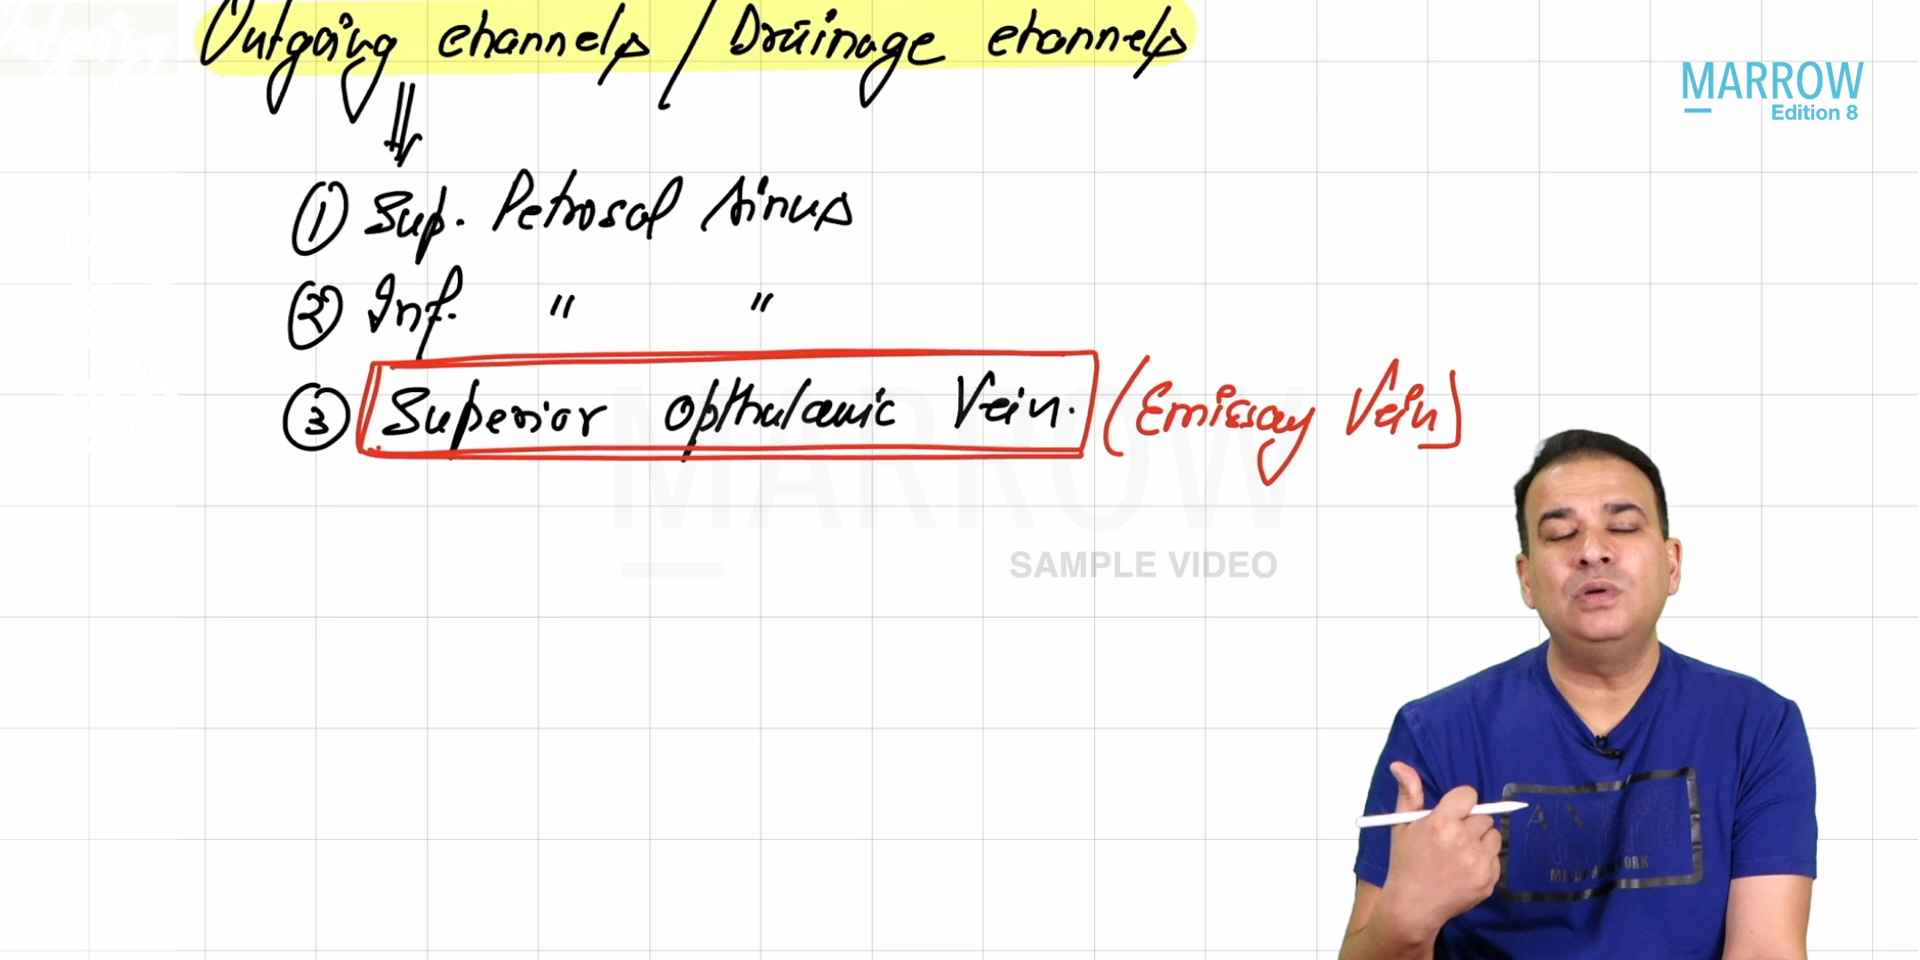 Outgoing channels / Drainage channels
MARROW
Edition 8
① Sup. Petrosal sinus
② Inf. " "
③ Superior opthalamic Vein. (Emissay Vein)
MARROW
SAMPLE VIDEO